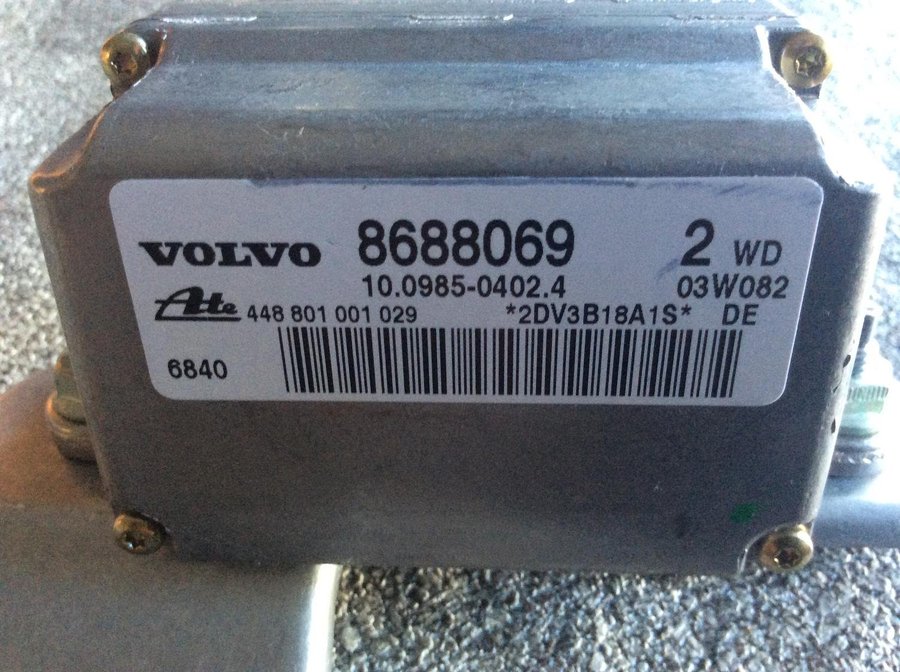 VOLVO 8688069 2 WD
10.0985-0402.4 03W082
Ate 448 801 001 029 *2DV3B18A1S* DE
6840